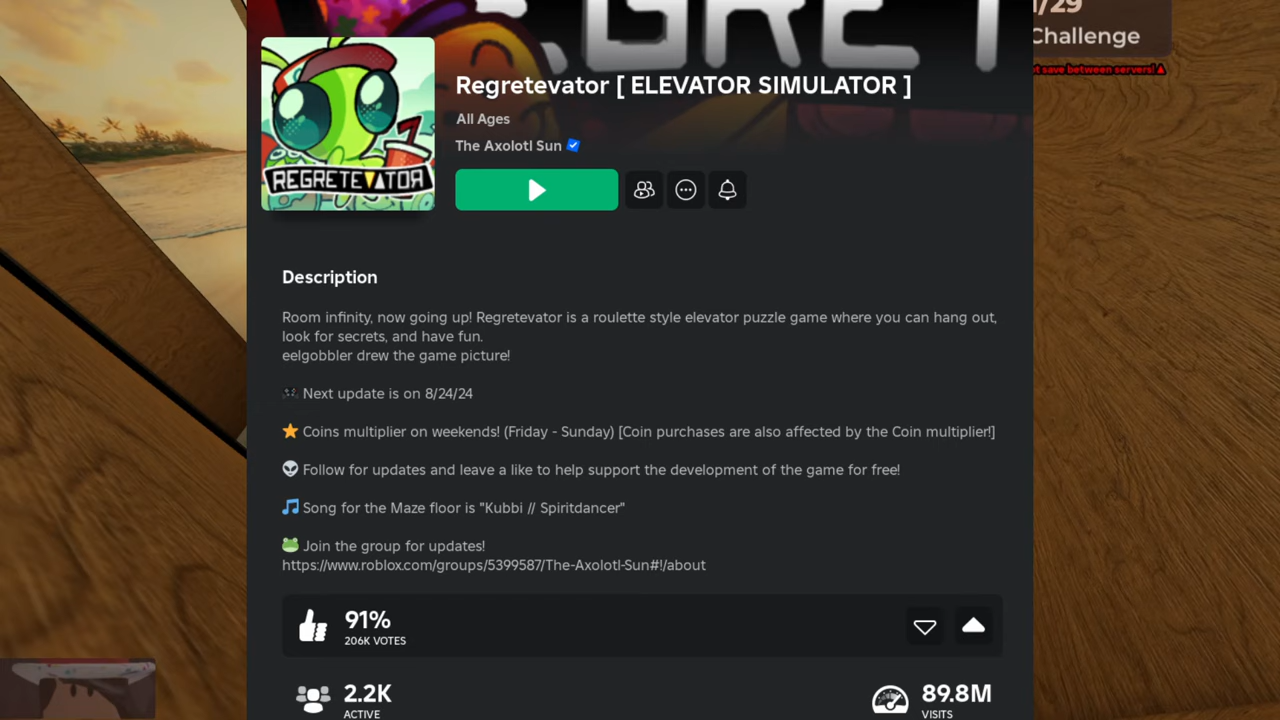 1/29
Challenge
Regretevator [ ELEVATOR SIMULATOR ]
All Ages
The Axolotl Sun
REGRETEVATOR
Description
Room infinity, now going up! Regretevator is a roulette style elevator puzzle game where you can hang out,
look for secrets, and have fun.
eelgobbler drew the game picture!
Next update is on 8/24/24
Coins multiplier on weekends! (Friday - Sunday) [Coin purchases are also affected by the Coin multiplier!]
Follow for updates and leave a like to help support the development of the game for free!
Song for the Maze floor is "Kubbi // Spiritdancer"
Join the group for updates!
https://www.roblox.com/groups/5399587/The-Axolotl-Sun#!/about
91%
206K VOTES
2.2K
ACTIVE
89.8M
VISITS
save between servers!